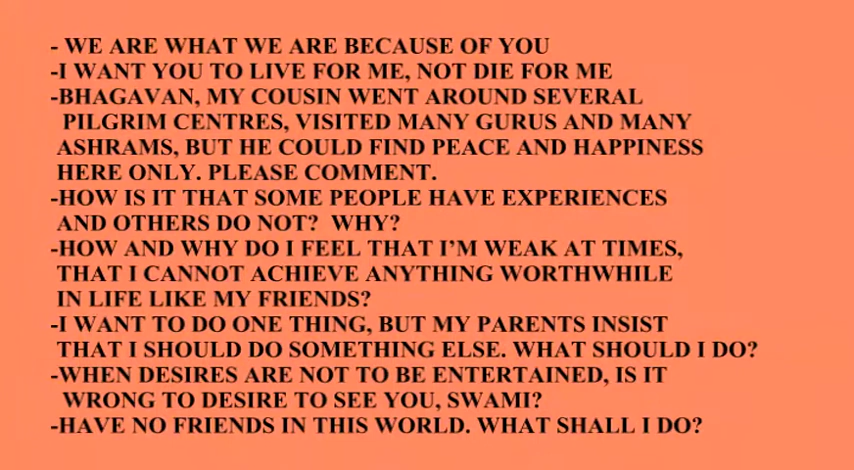 - WE ARE WHAT WE ARE BECAUSE OF YOU
-I WANT YOU TO LIVE FOR ME, NOT DIE FOR ME
-BHAGAVAN, MY COUSIN WENT AROUND SEVERAL
PILGRIM CENTRES, VISITED MANY GURUS AND MANY
ASHRAMS, BUT HE COULD FIND PEACE AND HAPPINESS
HERE ONLY. PLEASE COMMENT.
-HOW IS IT THAT SOME PEOPLE HAVE EXPERIENCES
AND OTHERS DO NOT?  WHY?
-HOW AND WHY DO I FEEL THAT I’M WEAK AT TIMES,
THAT I CANNOT ACHIEVE ANYTHING WORTHWHILE
IN LIFE LIKE MY FRIENDS?
-I WANT TO DO ONE THING, BUT MY PARENTS INSIST
THAT I SHOULD DO SOMETHING ELSE. WHAT SHOULD I DO?
-WHEN DESIRES ARE NOT TO BE ENTERTAINED, IS IT
WRONG TO DESIRE TO SEE YOU, SWAMI?
-HAVE NO FRIENDS IN THIS WORLD. WHAT SHALL I DO?